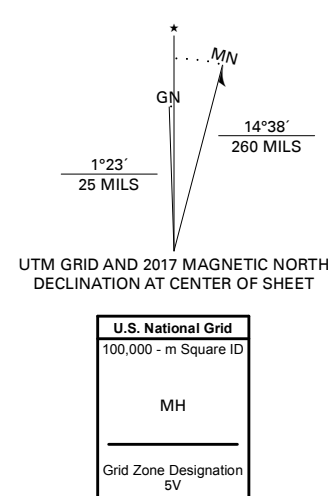 ★
MN
GN
14°38´
260 MILS
1°23´
25 MILS
UTM GRID AND 2017 MAGNETIC NORTH
DECLINATION AT CENTER OF SHEET
U.S. National Grid
100,000 - m Square ID
MH
Grid Zone Designation
5V